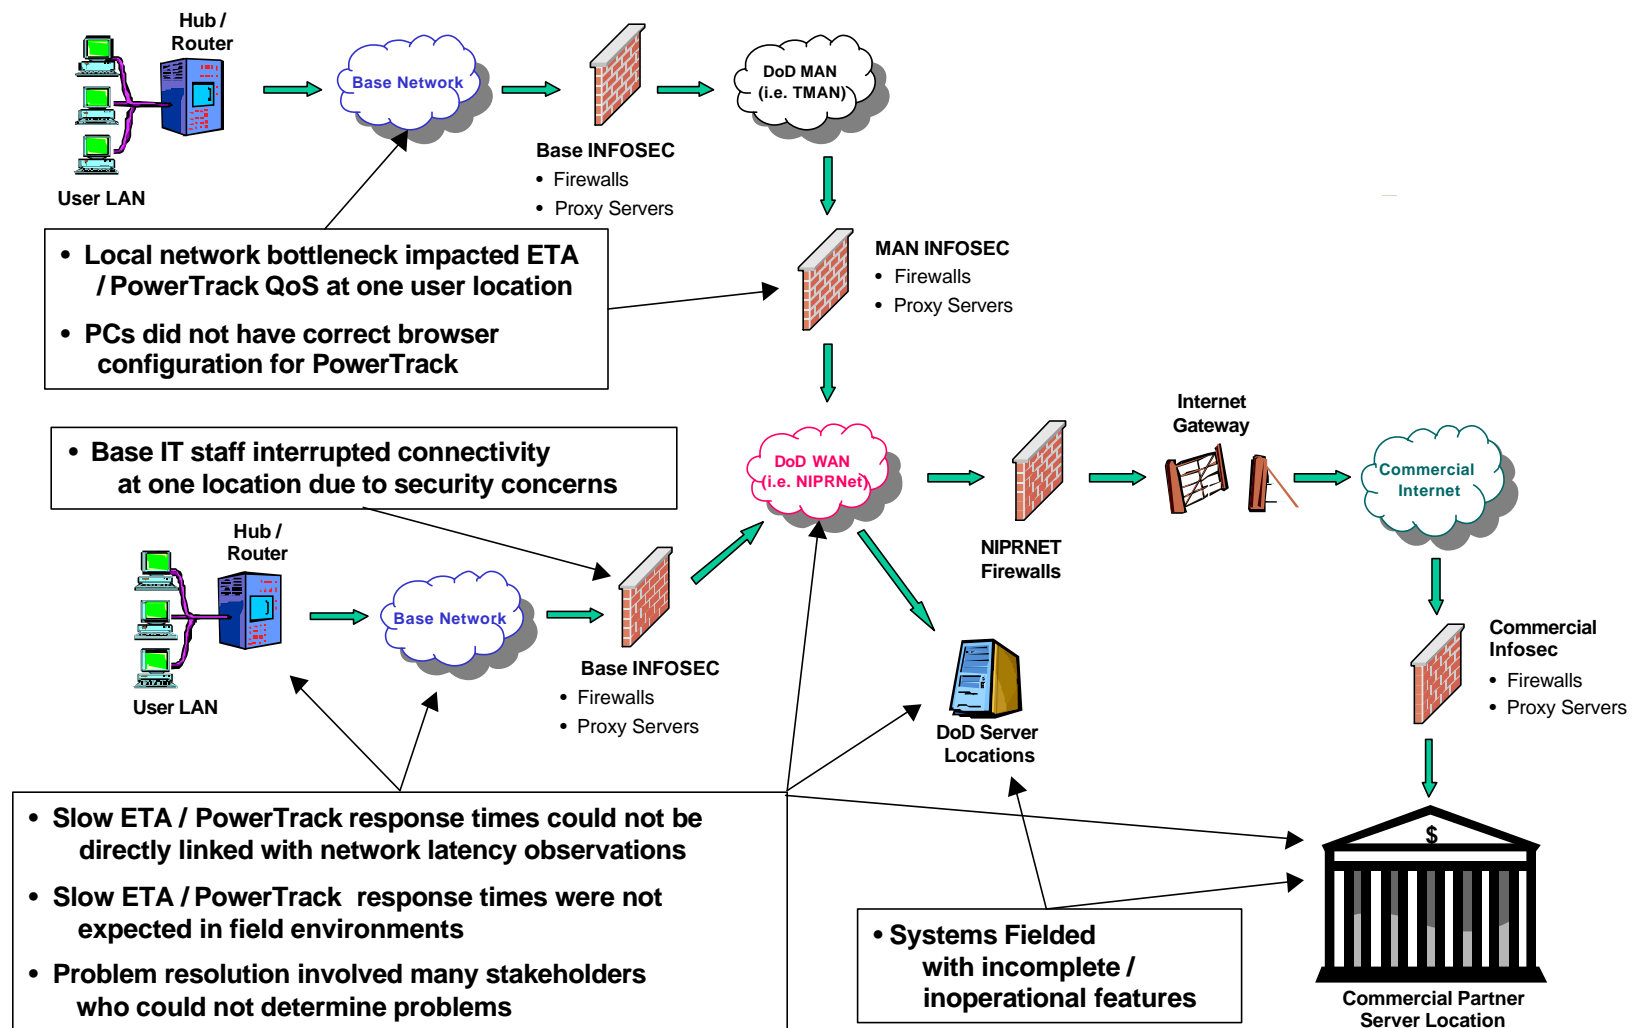 Hub /
Router
Base Network
DoD MAN
(i.e. TMAN)
User LAN
Base INFOSEC
• Firewalls
• Proxy Servers
• Local network bottleneck impacted ETA
/ PowerTrack QoS at one user location
• PCs did not have correct browser
configuration for PowerTrack
MAN INFOSEC
• Firewalls
• Proxy Servers
• Base IT staff interrupted connectivity
at one location due to security concerns
DoD WAN
(i.e. NIPRNet)
NIPRNET
Firewalls
Internet
Gateway
Commercial
Internet
Hub /
Router
User LAN
Base Network
Base INFOSEC
• Firewalls
• Proxy Servers
DoD Server
Locations
Commercial
Infosec
• Firewalls
• Proxy Servers
• Slow ETA / PowerTrack response times could not be
directly linked with network latency observations
• Slow ETA / PowerTrack response times were not
expected in field environments
• Problem resolution involved many stakeholders
who could not determine problems
• Systems Fielded
with incomplete /
inoperational features
$
Commercial Partner
Server Location